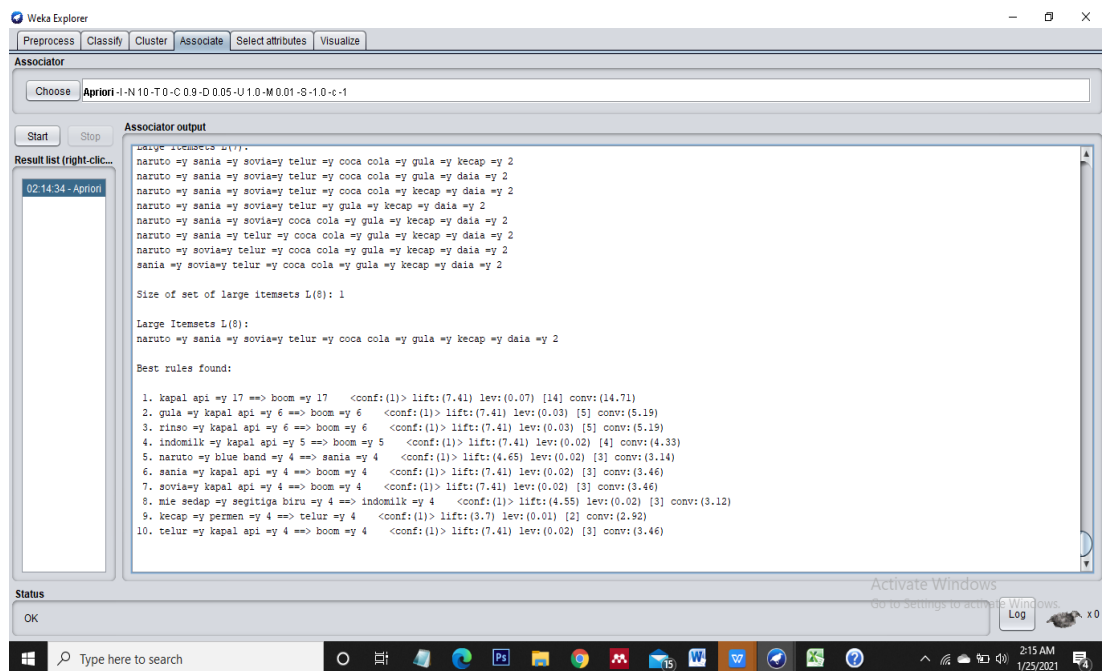 Weka Explorer
Preprocess Classify Cluster Associate Select attributes Visualize
Associator
Choose Apriori -I -N 10 -T 0 -C 0.9 -D 0.05 -U 1.0 -M 0.01 -S -1.0 -c -1
Start Stop
Associator output
Result list (right-clic...
02:14:34 - Apriori
Large Itemsets L(7):
naruto =y sania =y sovia=y telur =y coca cola =y gula =y kecap =y 2
naruto =y sania =y sovia=y telur =y coca cola =y gula =y daia =y 2
naruto =y sania =y sovia=y telur =y coca cola =y kecap =y daia =y 2
naruto =y sania =y sovia=y telur =y gula =y kecap =y daia =y 2
naruto =y sania =y sovia=y coca cola =y gula =y kecap =y daia =y 2
naruto =y sania =y telur =y coca cola =y gula =y kecap =y daia =y 2
naruto =y sovia=y telur =y coca cola =y gula =y kecap =y daia =y 2
sania =y sovia=y telur =y coca cola =y gula =y kecap =y daia =y 2
Size of set of large itemsets L(8): 1
Large Itemsets L(8):
naruto =y sania =y sovia=y telur =y coca cola =y gula =y kecap =y daia =y 2
Best rules found:
1. kapal api =y 17 ==> boom =y 17 <conf:(1)> lift:(7.41) lev:(0.07) [14] conv:(14.71)
2. gula =y kapal api =y 6 ==> boom =y 6 <conf:(1)> lift:(7.41) lev:(0.03) [5] conv:(5.19)
3. rinso =y kapal api =y 6 ==> boom =y 6 <conf:(1)> lift:(7.41) lev:(0.03) [5] conv:(5.19)
4. indomilk =y kapal api =y 5 ==> boom =y 5 <conf:(1)> lift:(7.41) lev:(0.02) [4] conv:(4.33)
5. naruto =y blue band =y 4 ==> sania =y 4 <conf:(1)> lift:(4.65) lev:(0.02) [3] conv:(3.14)
6. sania =y kapal api =y 4 ==> boom =y 4 <conf:(1)> lift:(7.41) lev:(0.02) [3] conv:(3.46)
7. sovia=y kapal api =y 4 ==> boom =y 4 <conf:(1)> lift:(7.41) lev:(0.02) [3] conv:(3.46)
8. mie sedap =y segitiga biru =y 4 ==> indomilk =y 4 <conf:(1)> lift:(4.55) lev:(0.02) [3] conv:(3.12)
9. kecap =y permen =y 4 ==> telur =y 4 <conf:(1)> lift:(3.7) lev:(0.01) [2] conv:(2.92)
10. telur =y kapal api =y 4 ==> boom =y 4 <conf:(1)> lift:(7.41) lev:(0.02) [3] conv:(3.46)
Activate Windows
Go to Settings to activate Windows.
Status
OK
Log x 0
Type here to search
Ps
15
W
2:15 AM
1/25/2021